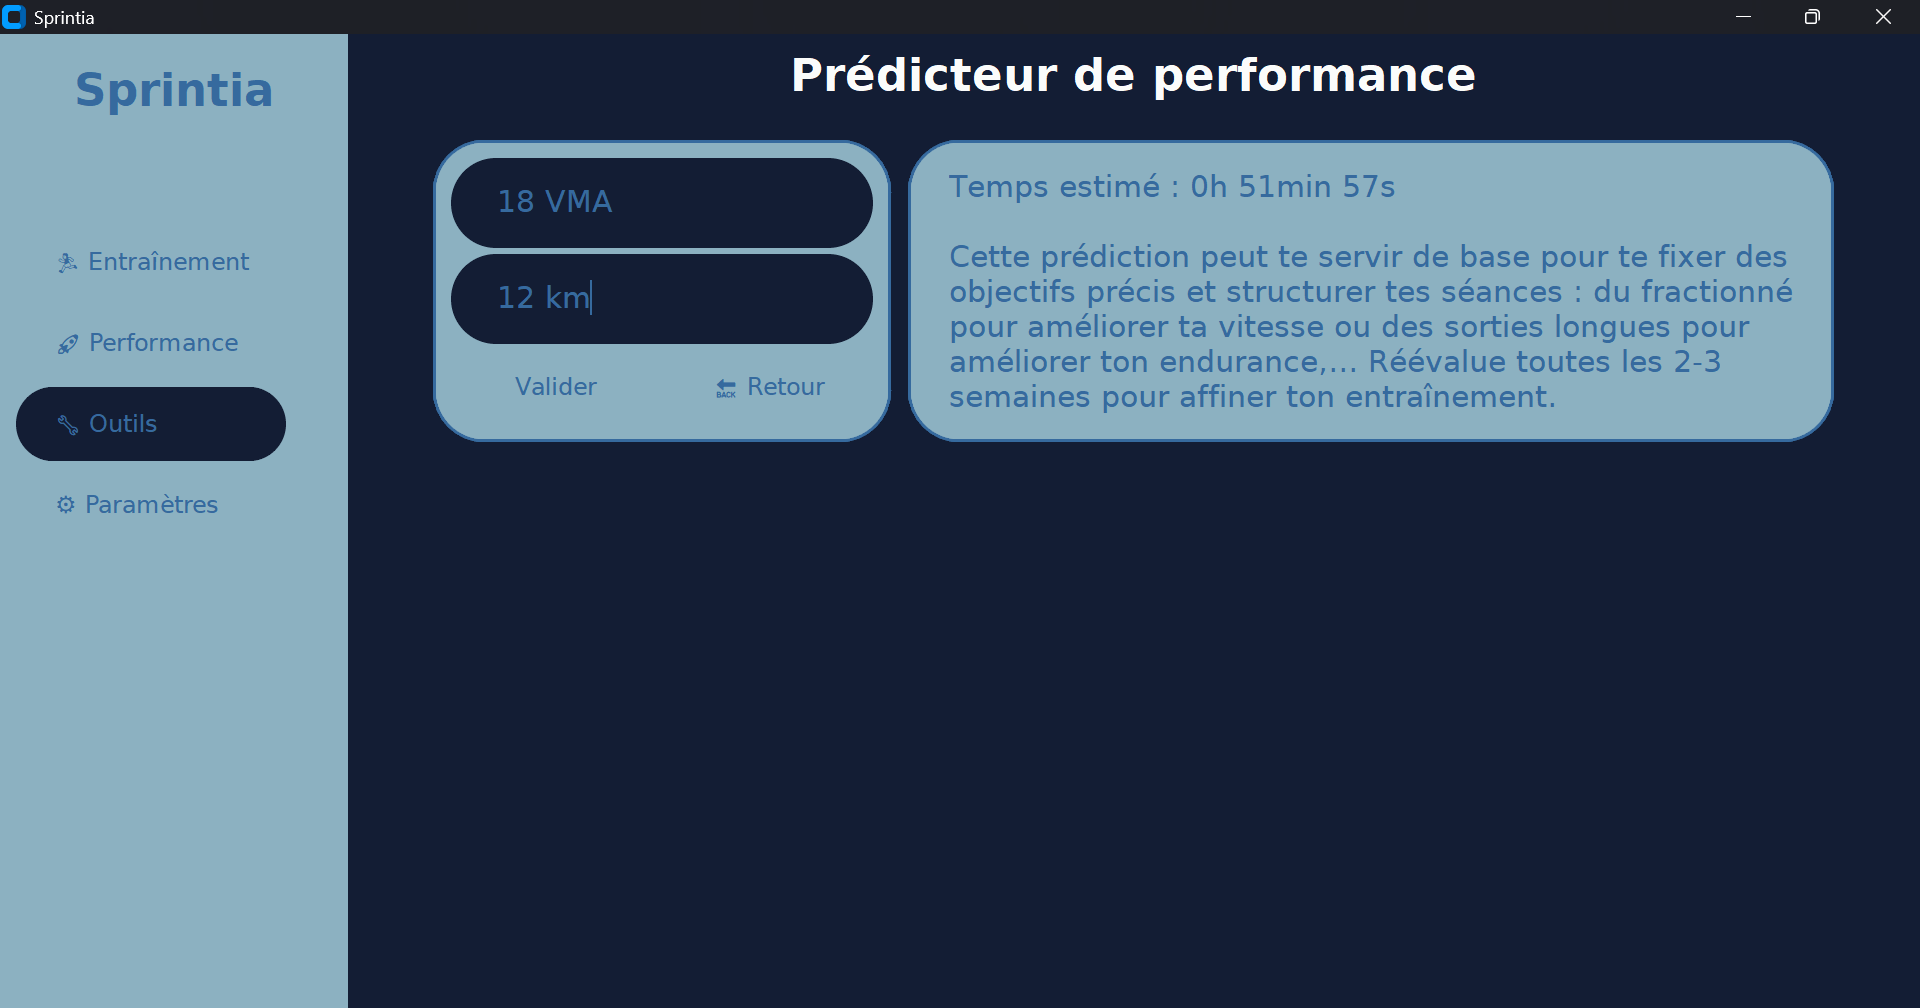 Sprintia
Sprintia
Entraînement
Performance
Outils
Paramètres
Prédicteur de performance
18 VMA
12 km
Valider
BACK Retour
Temps estimé : 0h 51min 57s
Cette prédiction peut te servir de base pour te fixer des
objectifs précis et structurer tes séances : du fractionné
pour améliorer ta vitesse ou des sorties longues pour
améliorer ton endurance,... Réévalue toutes les 2-3
semaines pour affiner ton entraînement.